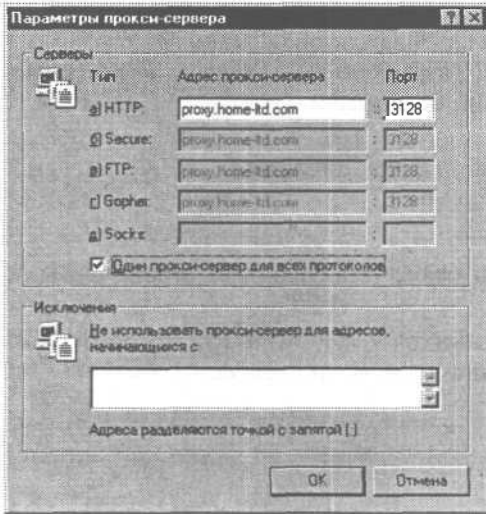 Параметры прокси-сервера
Серверы
Тип Адрес прокси-сервера Порт
а) HTTP: proxy.home-ltd.com : 3128
б) Secure: proxy.home-ltd.com : 3128
в) FTP: proxy.home-ltd.com : 3128
г) Gopher: proxy.home-ltd.com : 3128
д) Socks: :
Один прокси-сервер для всех протоколов
Исключения
Не использовать прокси-сервер для адресов,
начинающихся с:
Адреса разделяются точкой с запятой (;)
OK Отмена